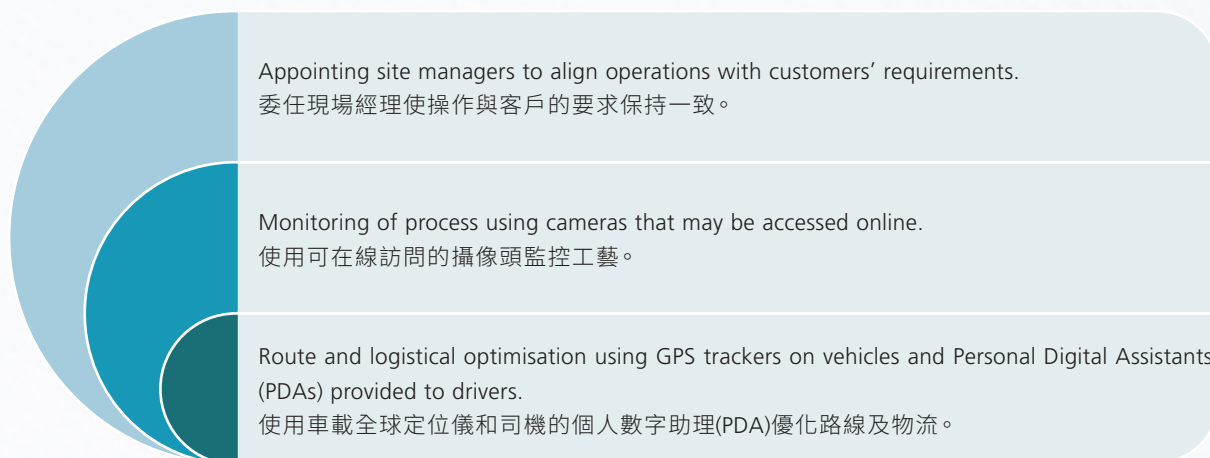 Appointing site managers to align operations with customers’ requirements.
委任現場經理使操作與客戶的要求保持一致。
Monitoring of process using cameras that may be accessed online.
使用可在線訪問的攝像頭監控工藝。
Route and logistical optimisation using GPS trackers on vehicles and Personal Digital Assistants
(PDAs) provided to drivers.
使用車載全球定位儀和司機的個人數字助理(PDA)優化路線及物流。